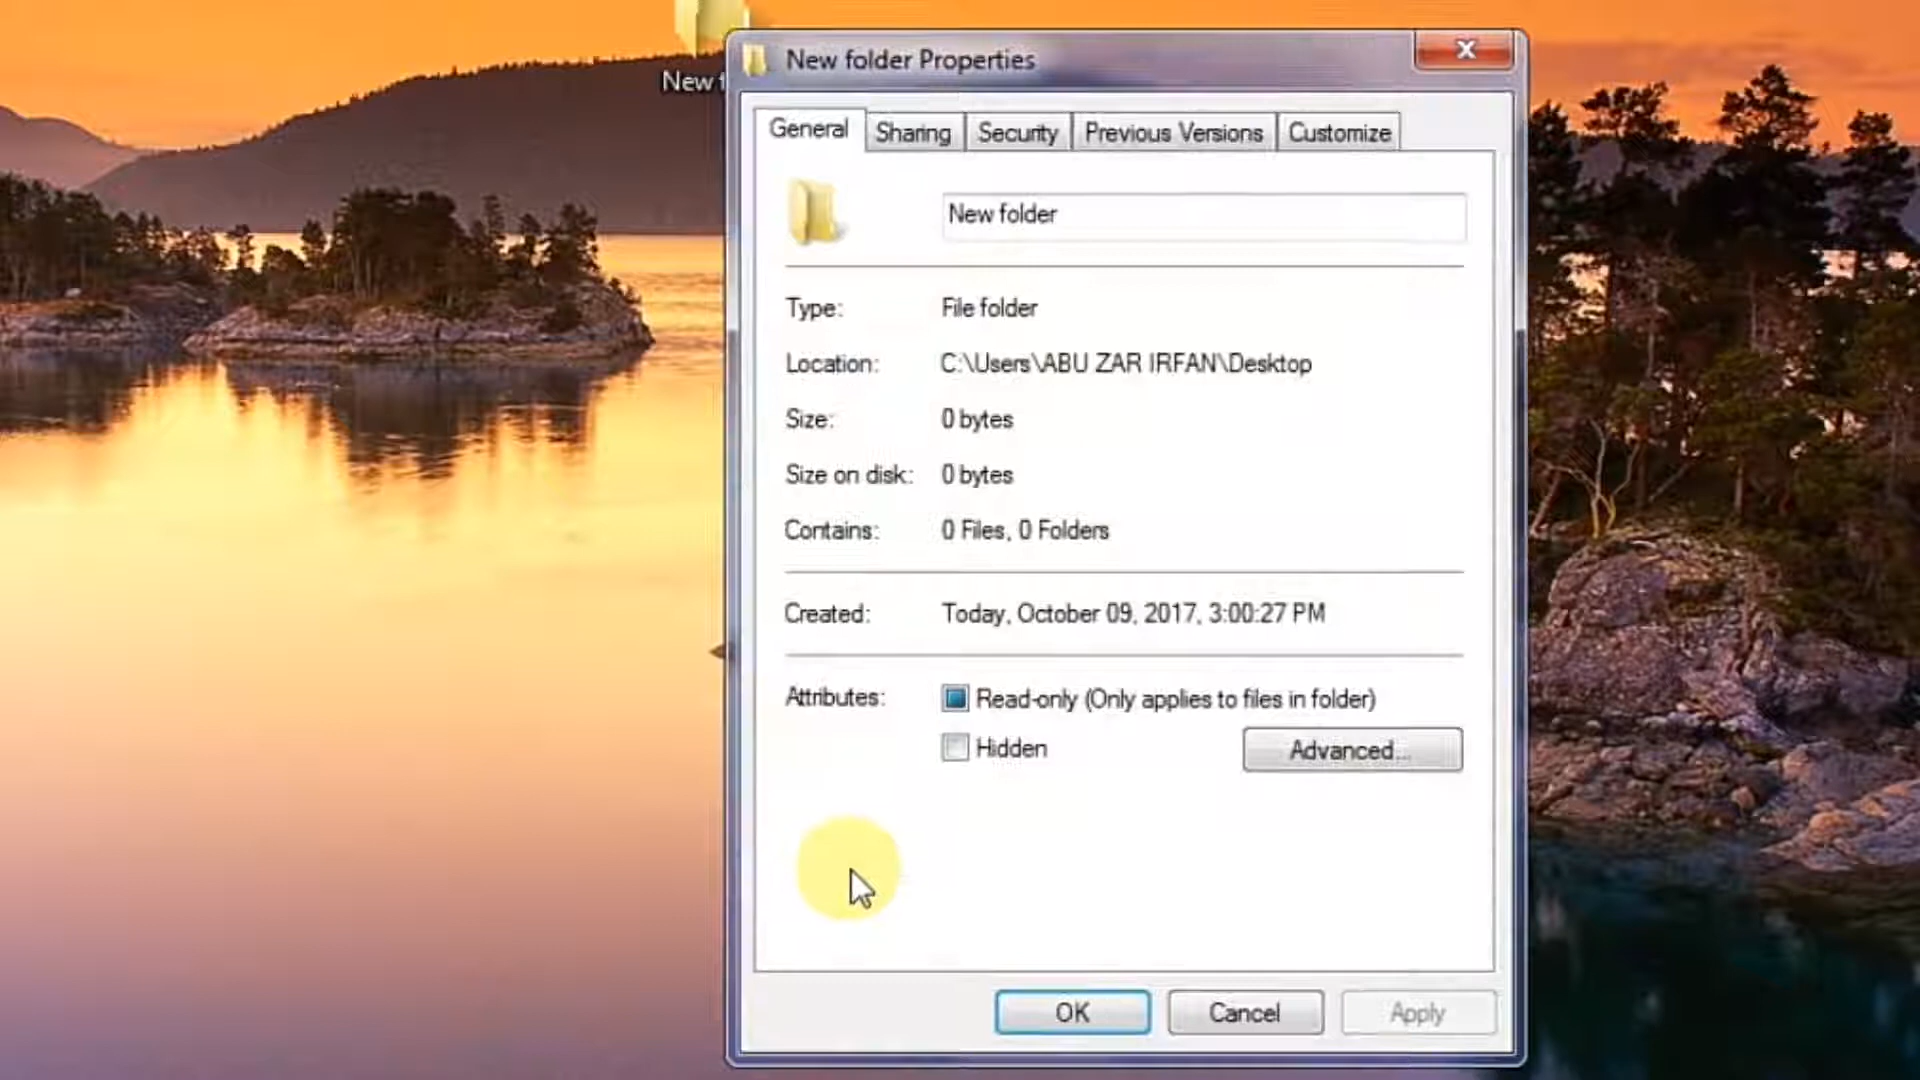 New f
New folder Properties
General Sharing Security Previous Versions Customize
New folder
Type: File folder
Location: C:\Users\ABU ZAR IRFAN\Desktop
Size: 0 bytes
Size on disk: 0 bytes
Contains: 0 Files, 0 Folders
Created: Today, October 09, 2017, 3:00:27 PM
Attributes: Read-only (Only applies to files in folder)
Hidden Advanced...
OK Cancel Apply